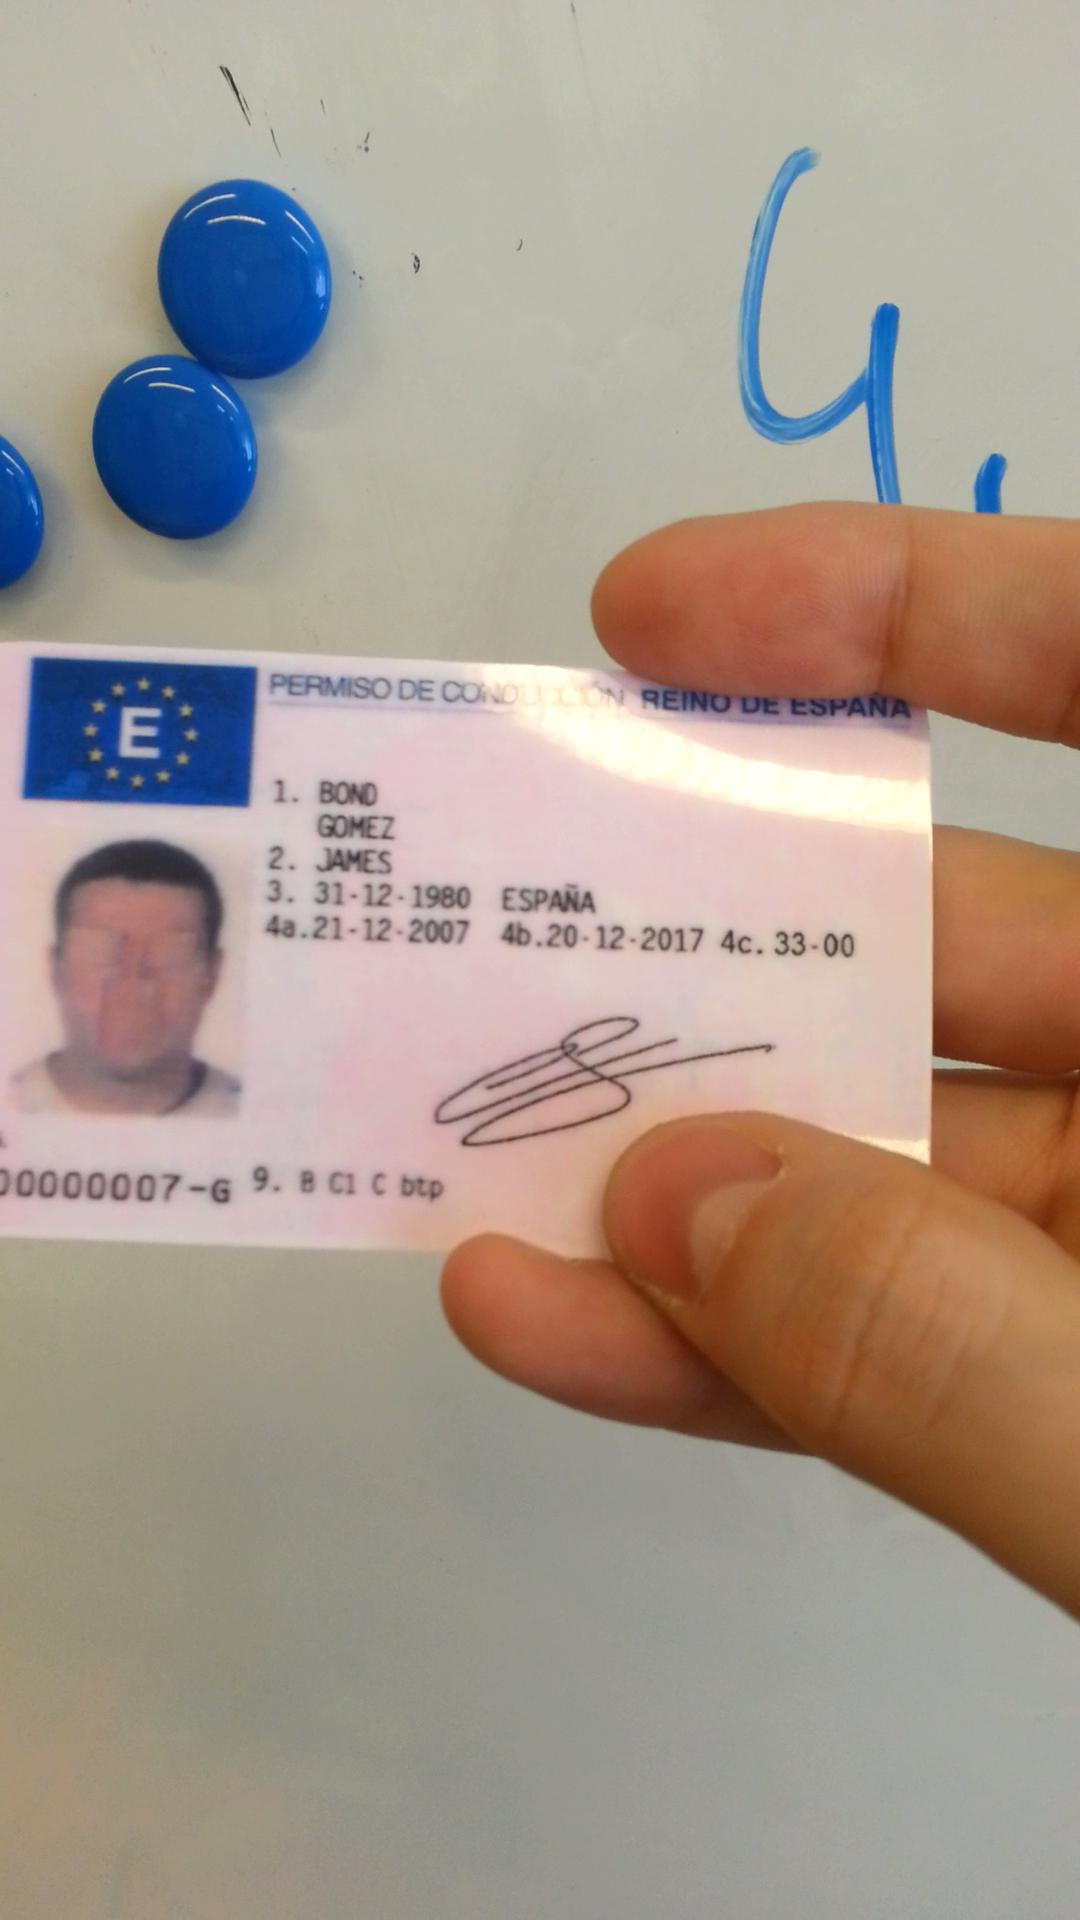 4.
E PERMISO DE CONDUCCIÓN REINO DE ESPAÑA
1. BOND
GOMEZ
2. JAMES
3. 31-12-1980 ESPAÑA
4a.21-12-2007 4b.20-12-2017 4c. 33-00
00000007-G 9. B C1 C btp